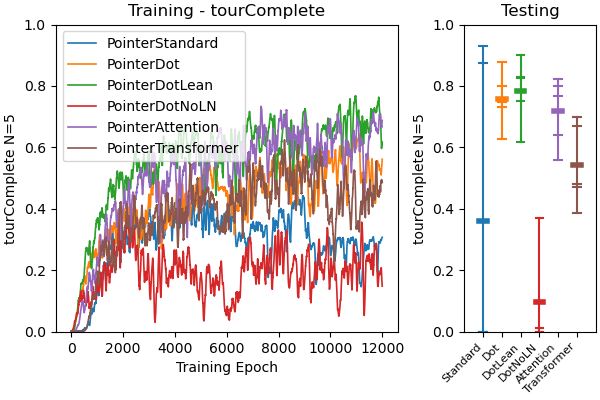 Training - tourComplete
tourComplete N=5
1.0
0.8
0.6
0.4
0.2
0.0
PointerStandard
PointerDot
PointerDotLean
PointerDotNoLN
PointerAttention
PointerTransformer
0
2000
4000
6000
8000
10000
12000
Training Epoch
Testing
tourComplete N=5
1.0
0.8
0.6
0.4
0.2
0.0
Standard
Dot
DotLean
DotNoLN
Attention
Transformer